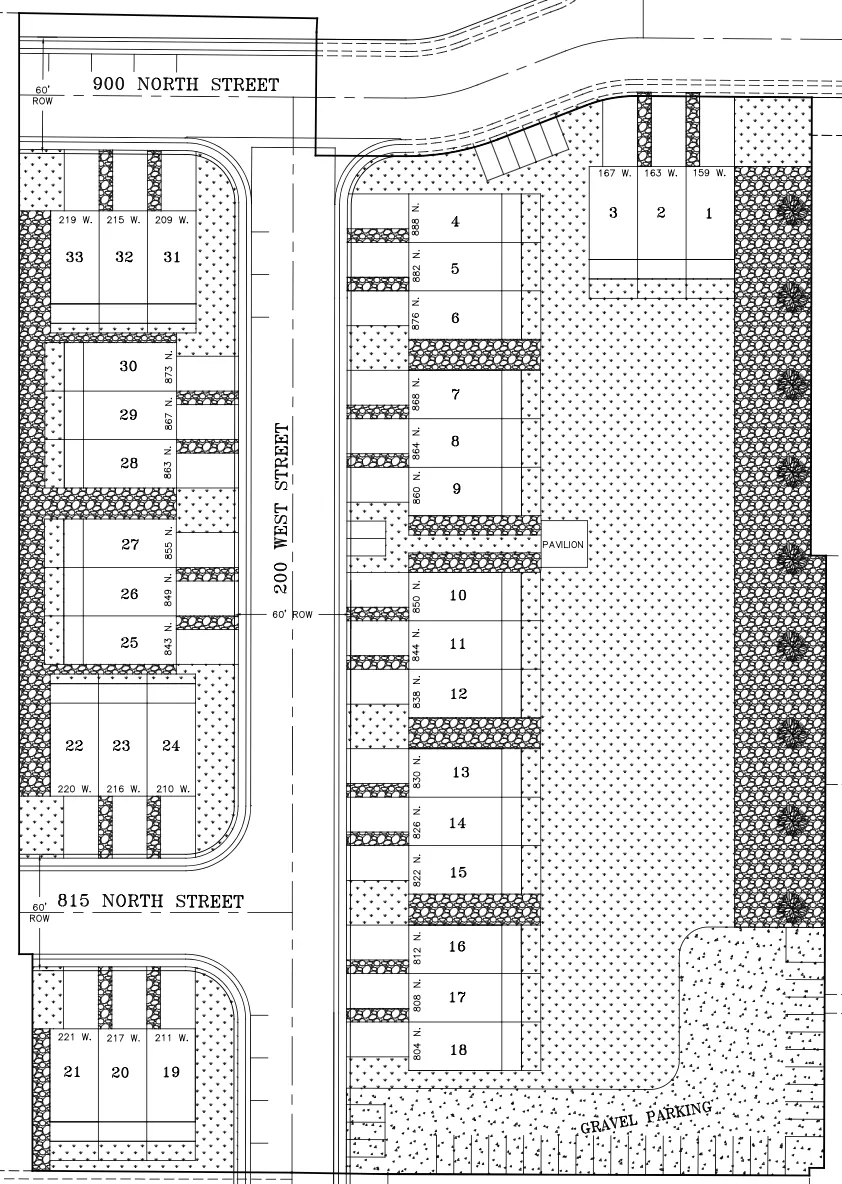 900 NORTH STREET
60'
ROW
167 W.
163 W.
159 W.
3
2
1
219 W.
215 W.
209 W.
33
32
31
888 N.
4
882 N.
5
876 N.
6
30
873 N.
29
867 N.
28
863 N.
868 N.
7
864 N.
8
860 N.
9
200 WEST STREET
60' ROW
PAVILION
27
855 N.
26
849 N.
25
843 N.
850 N.
10
844 N.
11
838 N.
12
22
23
24
220 W.
216 W.
210 W.
830 N.
13
826 N.
14
822 N.
15
815 NORTH STREET
60'
ROW
812 N.
16
808 N.
17
804 N.
18
221 W.
217 W.
211 W.
21
20
19
GRAVEL PARKING